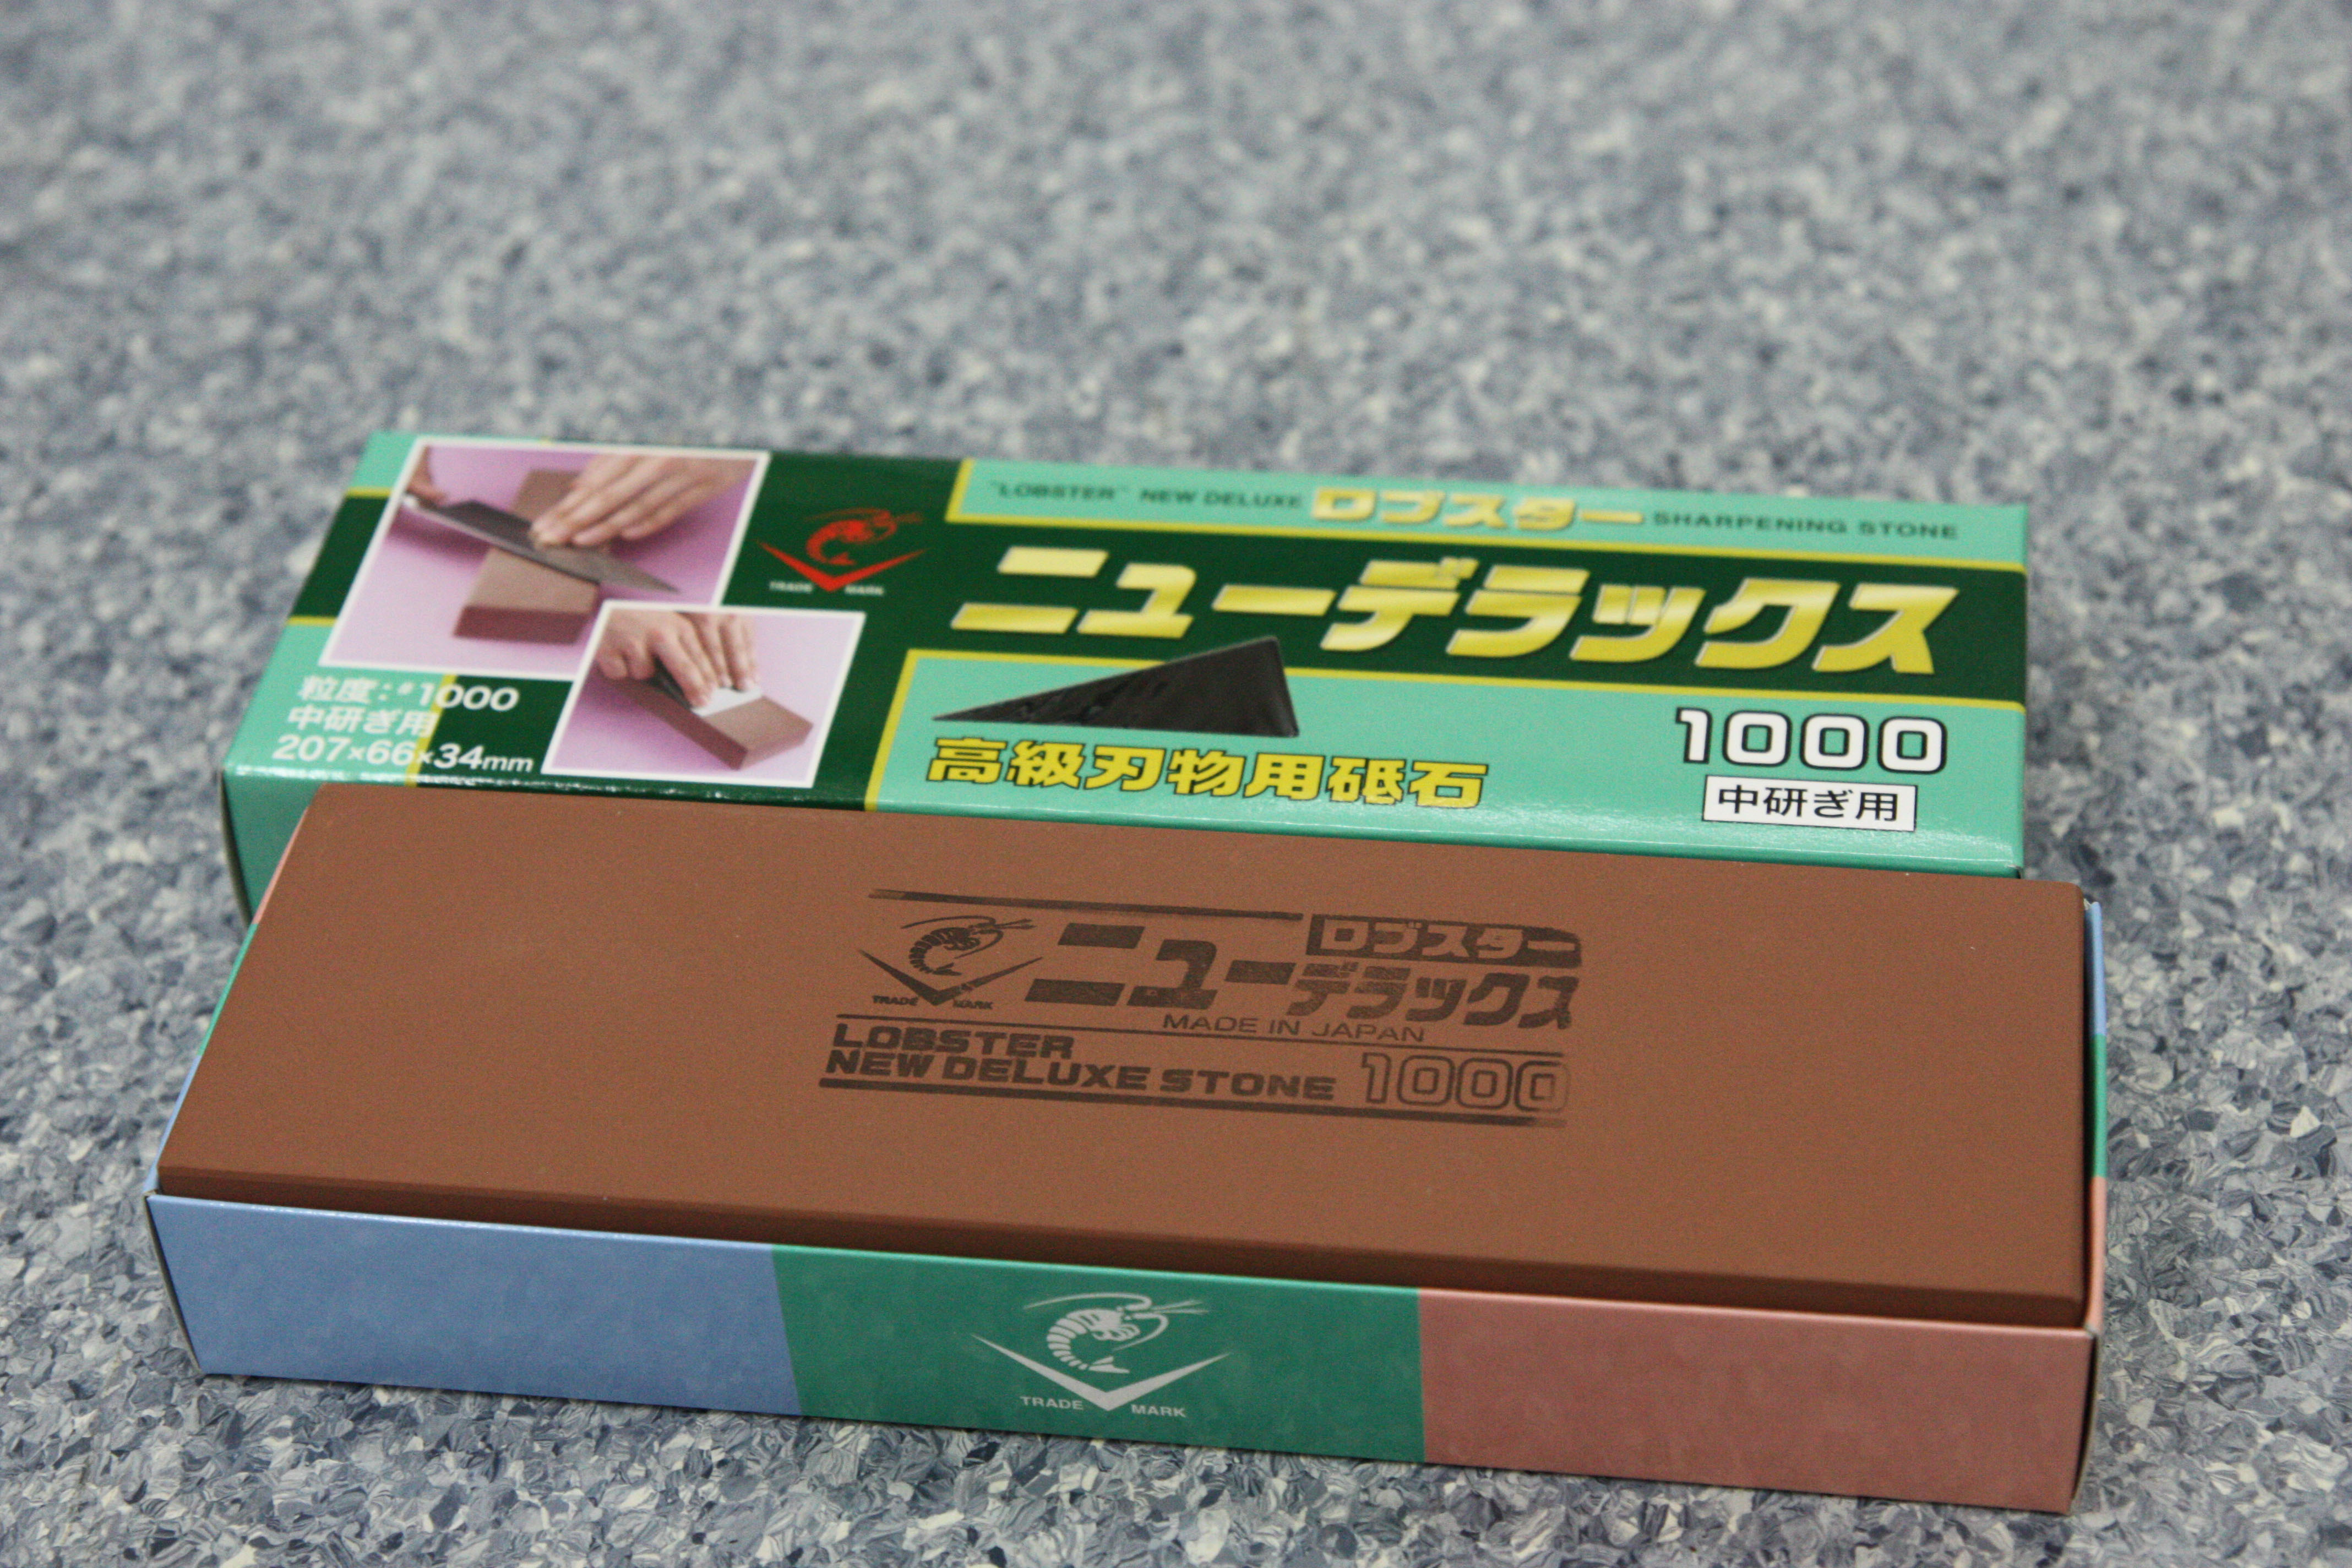 "LOBSTER" NEW DELUXE ロブスター SHARPENING STONE
ニューデラックス
TRADE MARK
粒度:#1000
中研ぎ用
207×66×34mm
高級刃物用砥石
1000
中研ぎ用
ロブスター
ニューデラックス
TRADE MARK
MADE IN JAPAN
LOBSTER
NEW DELUXE STONE 1000
TRADE MARK